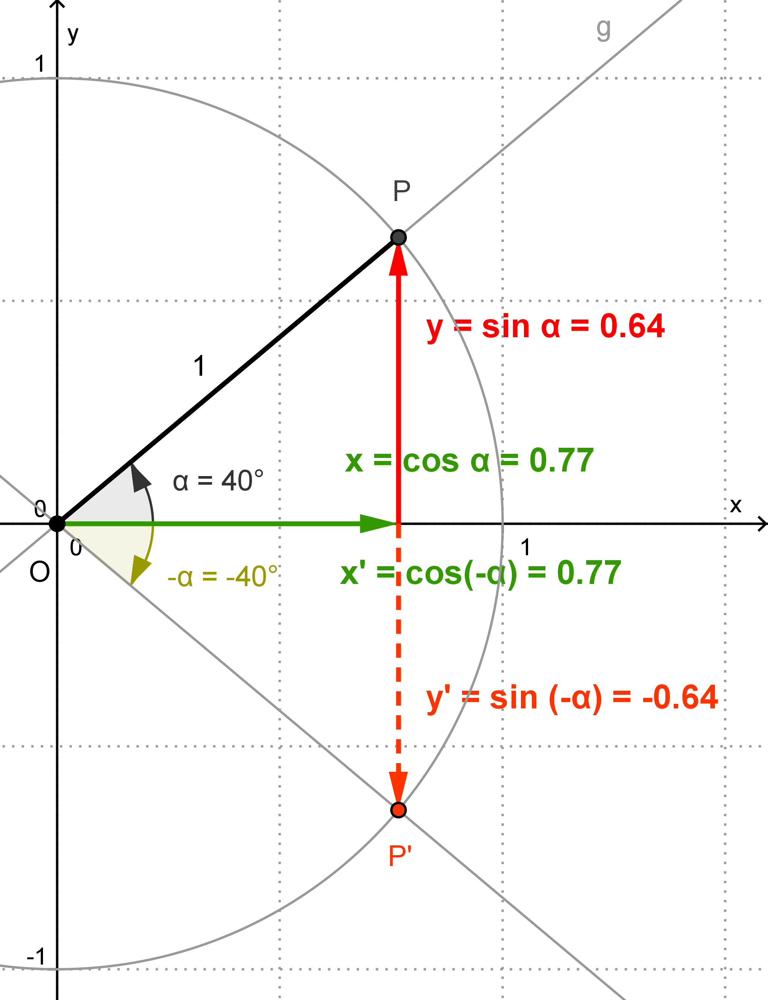 g
y
1
P
y = sin α = 0.64
1
x = cos α = 0.77
α = 40°
0
x
0
1
O
-α = -40°
x' = cos(-α) = 0.77
y' = sin (-α) = -0.64
P'
-1